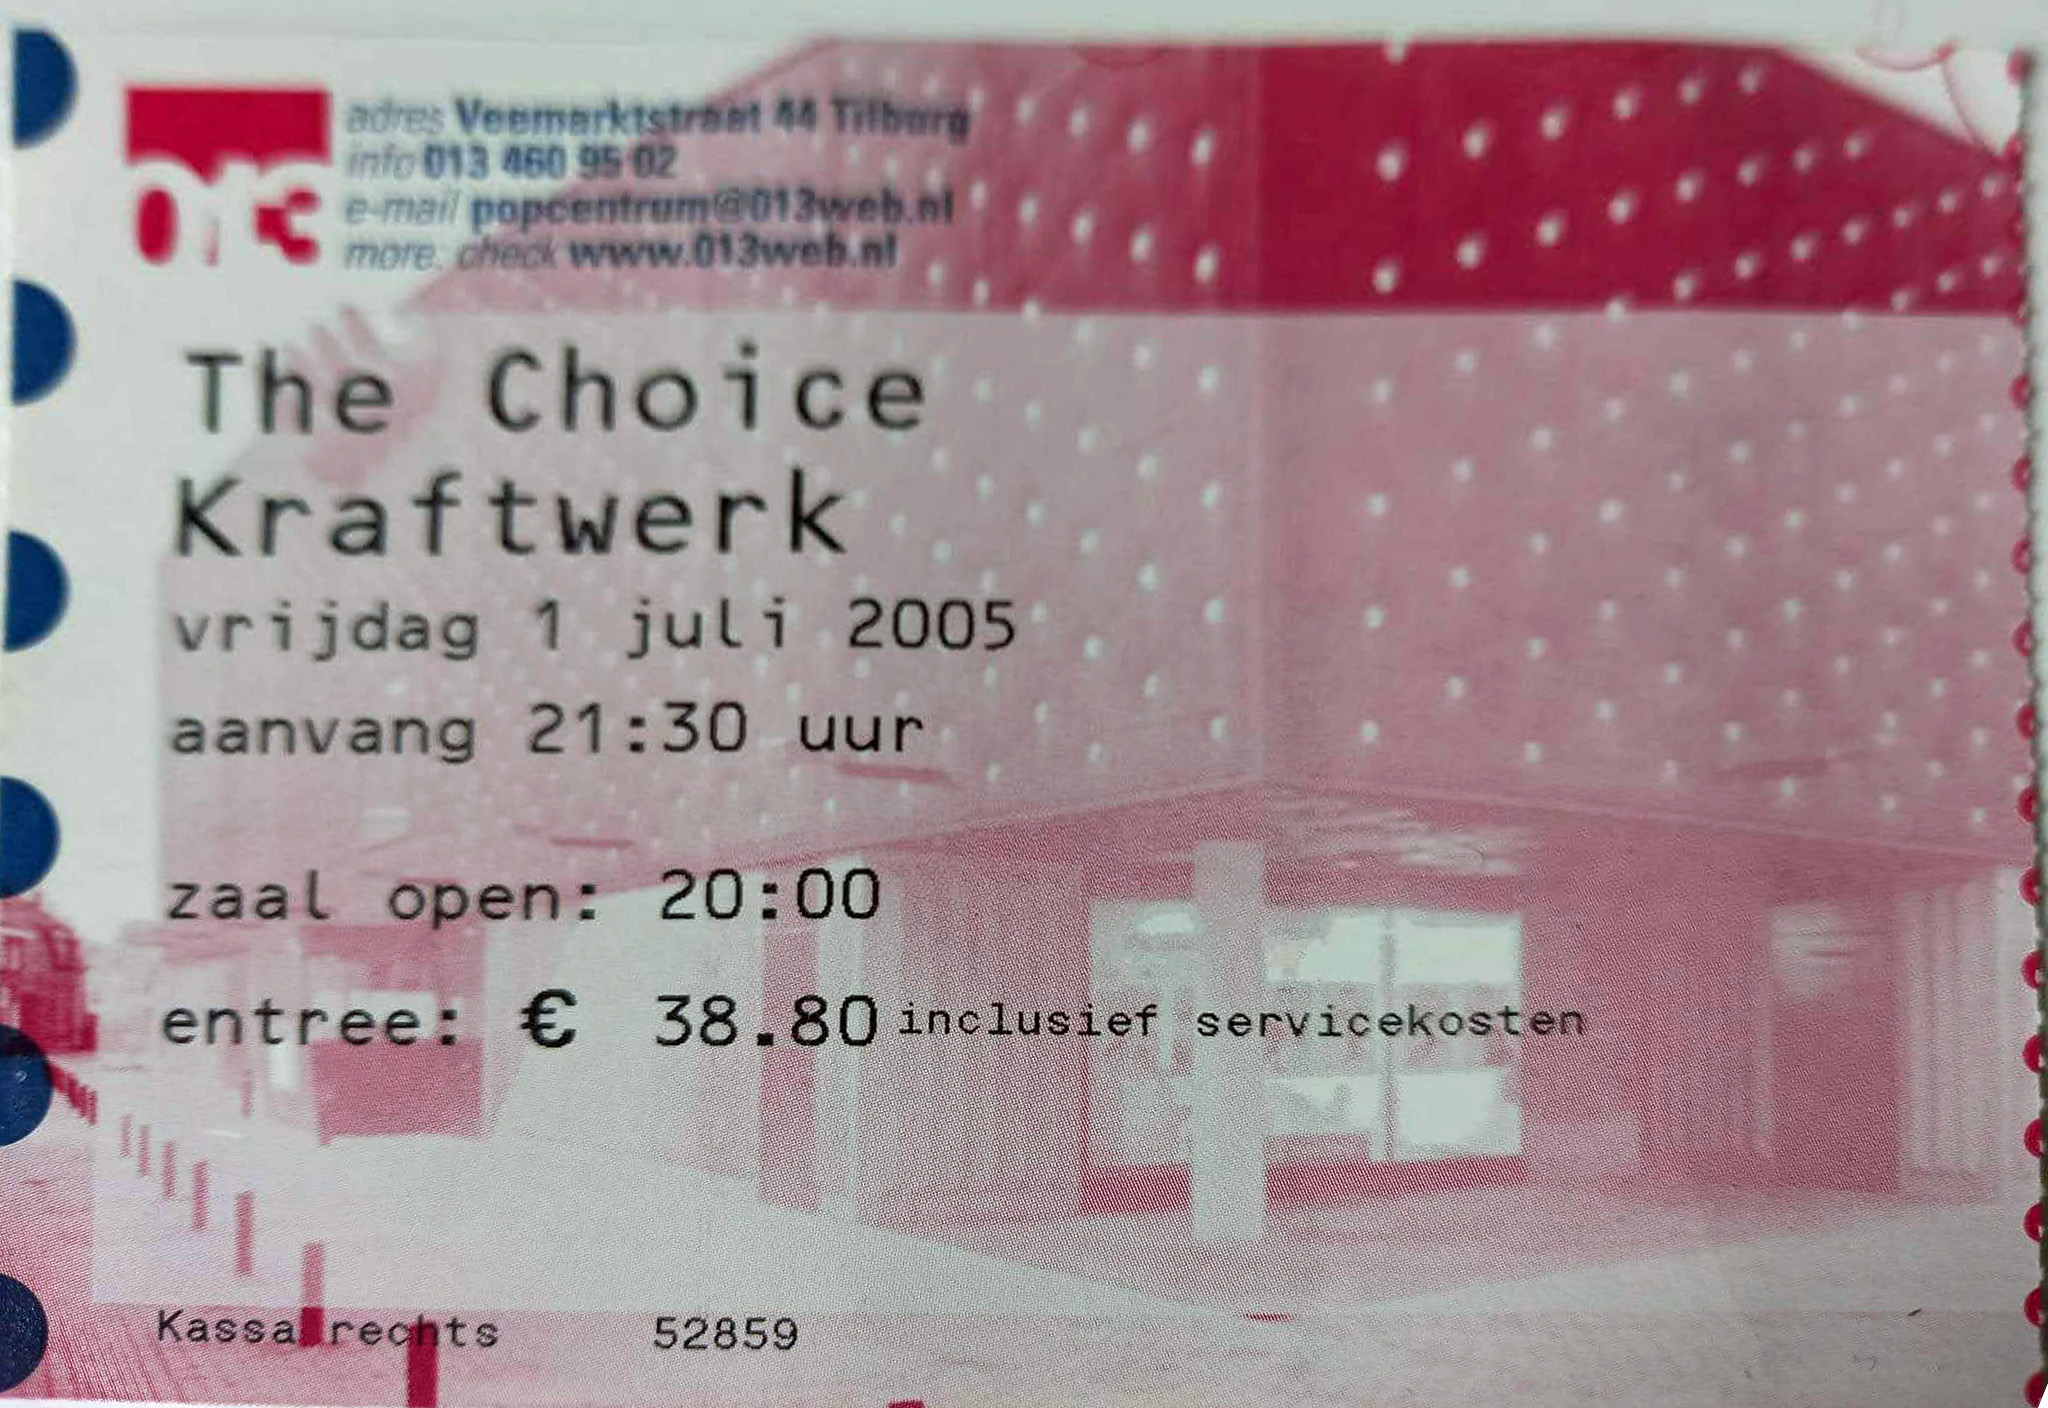 013
adres Veemarktstraat 44 Tilburg
info 013 460 95 02
e-mail popcentrum@013web.nl
more: check www.013web.nl
The Choice
Kraftwerk
vrijdag 1 juli 2005
aanvang 21:30 uur
zaal open: 20:00
entree: € 38.80 inclusief servicekosten
Kassa rechts 52859